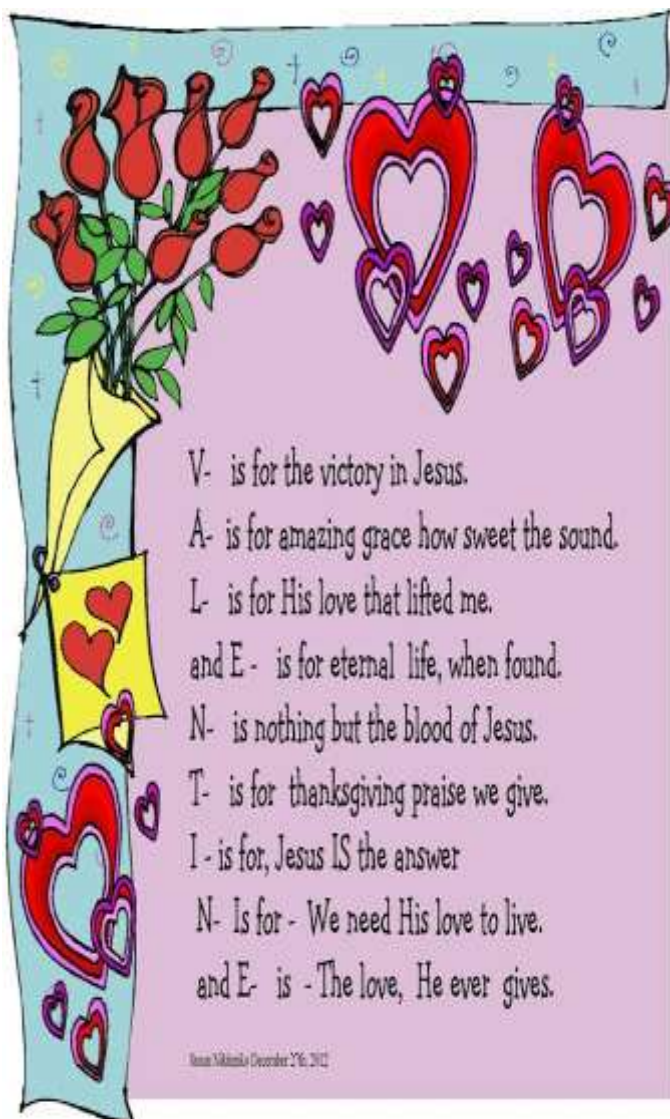 V- is for the victory in Jesus.
A- is for amazing grace how sweet the sound.
L- is for His love that lifted me.
and E - is for eternal life, when found.
N- is nothing but the blood of Jesus.
T- is for thanksgiving praise we give.
I - is for, Jesus IS the answer
N- Is for - We need His love to live.
and E- is - The love, He ever gives.
December 27th, 2012